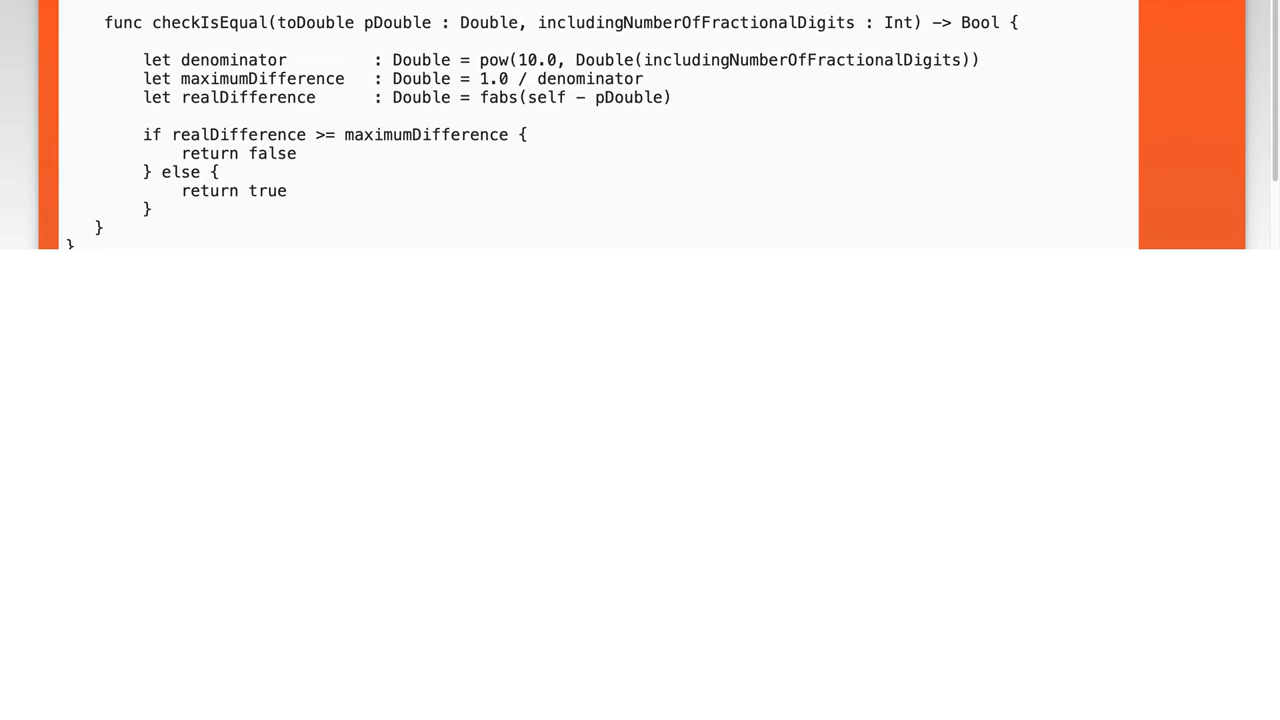 func checkIsEqual(toDouble pDouble : Double, includingNumberOfFractionalDigits : Int) -> Bool {
let denominator : Double = pow(10.0, Double(includingNumberOfFractionalDigits))
let maximumDifference : Double = 1.0 / denominator
let realDifference : Double = fabs(self - pDouble)
if realDifference >= maximumDifference {
return false
} else {
return true
}
}
}